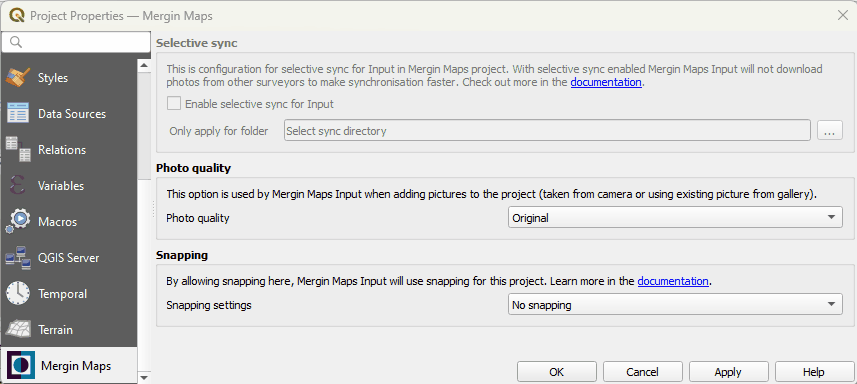 Project Properties — Mergin Maps
Styles
Data Sources
Relations
Variables
Macros
QGIS Server
Temporal
Terrain
Mergin Maps
Selective sync
This is configuration for selective sync for Input in Mergin Maps project. With selective sync enabled Mergin Maps Input will not download
photos from other surveyors to make synchronisation faster. Check out more in the documentation.
Enable selective sync for Input
Only apply for folder Select sync directory ...
Photo quality
This option is used by Mergin Maps Input when adding pictures to the project (taken from camera or using existing picture from gallery).
Photo quality Original
Snapping
By allowing snapping here, Mergin Maps Input will use snapping for this project. Learn more in the documentation.
Snapping settings No snapping
OK Cancel Apply Help